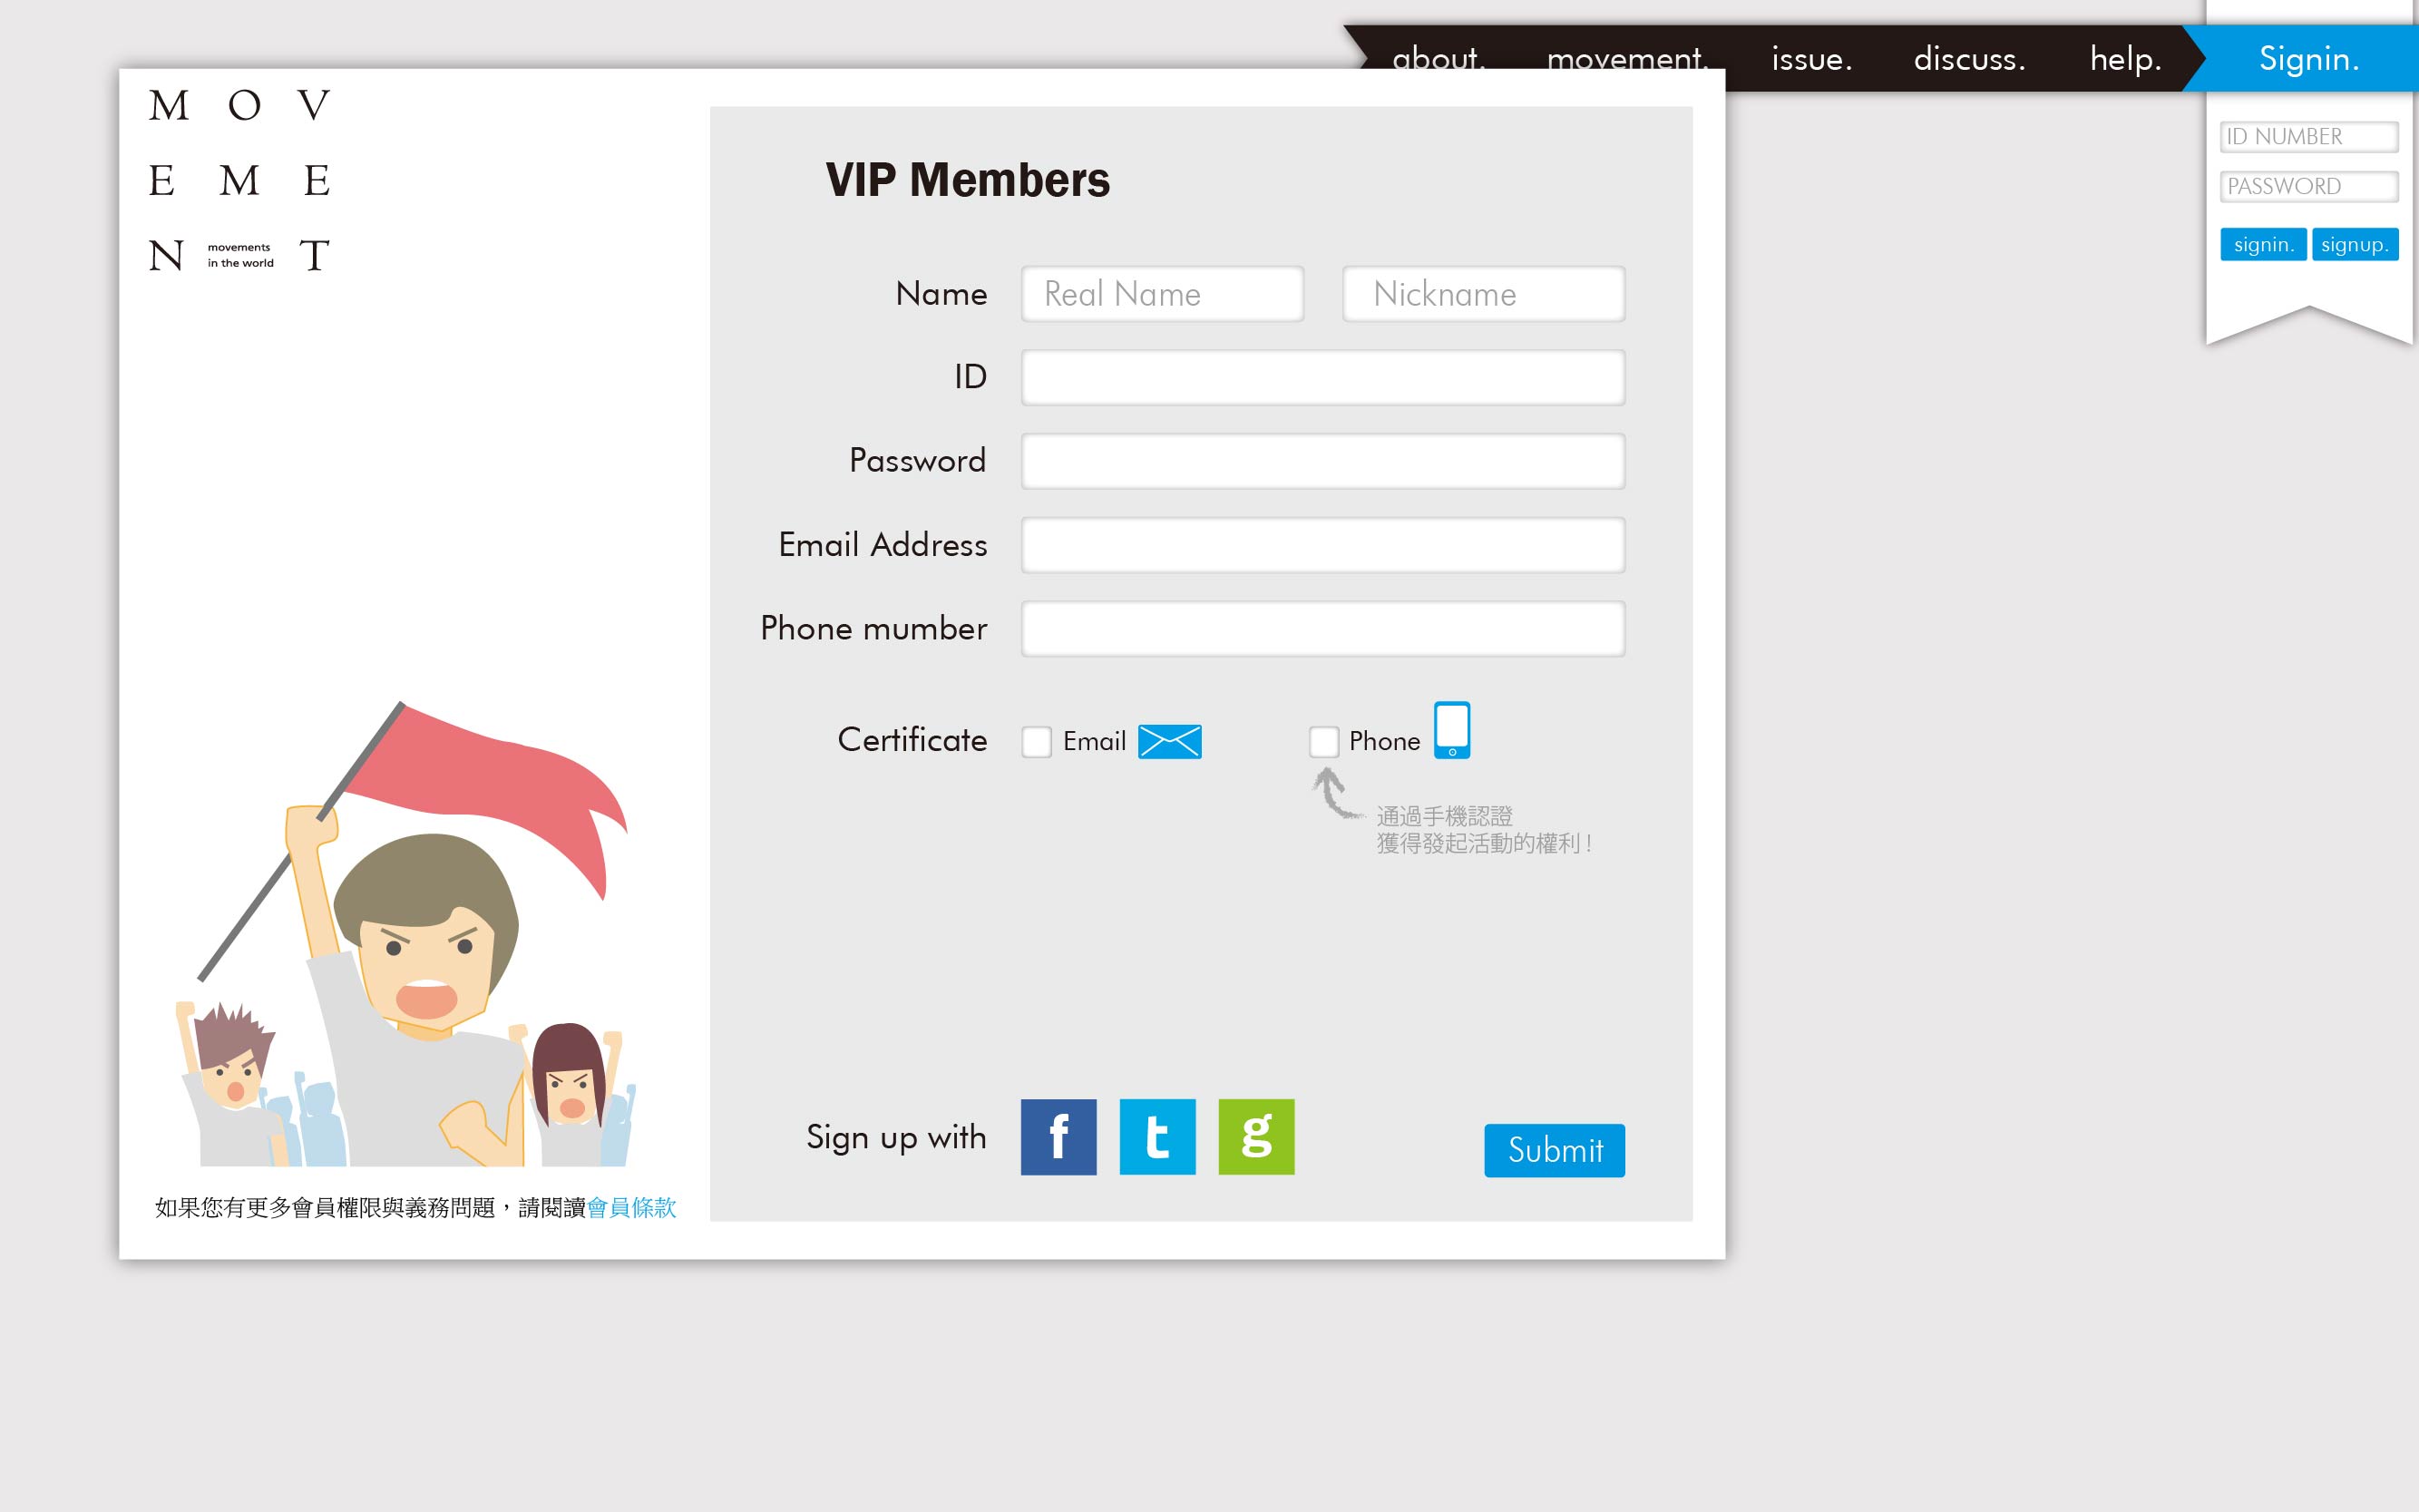 about. movement. issue. discuss. help. Signin.
M O V
E M E
N movements in the world T
ID NUMBER
PASSWORD
signin. signup.
VIP Members
Name Real Name Nickname
ID
Password
Email Address
Phone mumber
Certificate Email Phone
通過手機認證
獲得發起活動的權利!
Sign up with f t g
Submit
如果您有更多會員權限與義務問題，請閱讀會員條款